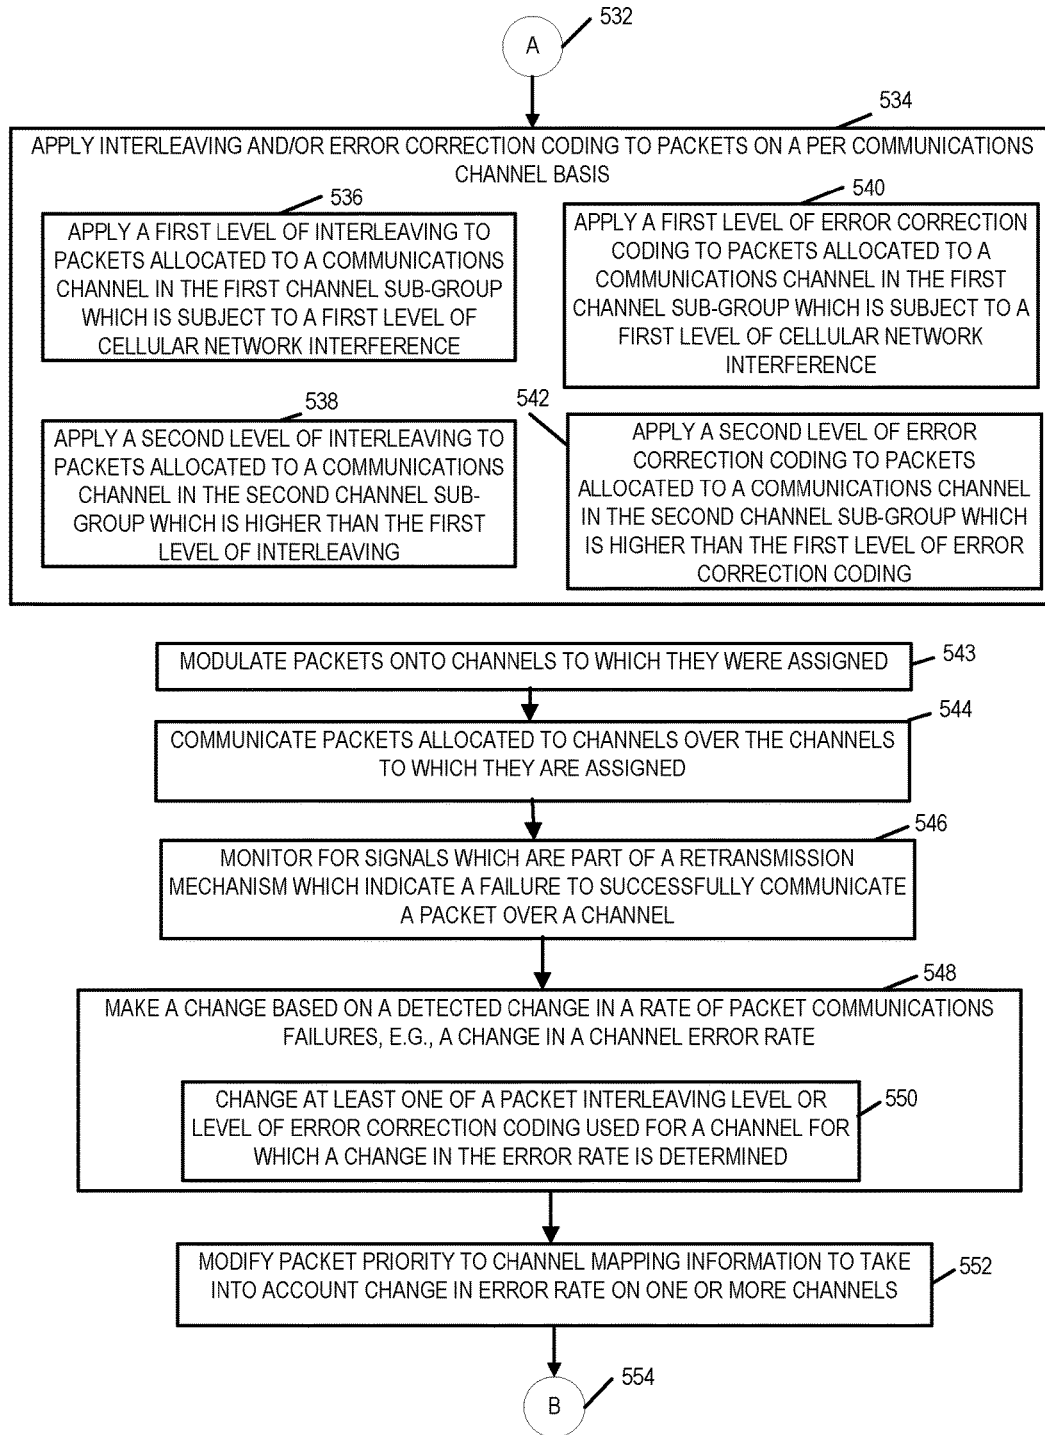 532
A
534
APPLY INTERLEAVING AND/OR ERROR CORRECTION CODING TO PACKETS ON A PER COMMUNICATIONS
CHANNEL BASIS
536
APPLY A FIRST LEVEL OF INTERLEAVING TO
PACKETS ALLOCATED TO A COMMUNICATIONS
CHANNEL IN THE FIRST CHANNEL SUB-GROUP
WHICH IS SUBJECT TO A FIRST LEVEL OF
CELLULAR NETWORK INTERFERENCE
540
APPLY A FIRST LEVEL OF ERROR CORRECTION
CODING TO PACKETS ALLOCATED TO A
COMMUNICATIONS CHANNEL IN THE FIRST
CHANNEL SUB-GROUP WHICH IS SUBJECT TO A
FIRST LEVEL OF CELLULAR NETWORK
INTERFERENCE
538
APPLY A SECOND LEVEL OF INTERLEAVING TO
PACKETS ALLOCATED TO A COMMUNICATIONS
CHANNEL IN THE SECOND CHANNEL SUB-
GROUP WHICH IS HIGHER THAN THE FIRST
LEVEL OF INTERLEAVING
542
APPLY A SECOND LEVEL OF ERROR
CORRECTION CODING TO PACKETS
ALLOCATED TO A COMMUNICATIONS CHANNEL
IN THE SECOND CHANNEL SUB-GROUP WHICH
IS HIGHER THAN THE FIRST LEVEL OF ERROR
CORRECTION CODING
MODULATE PACKETS ONTO CHANNELS TO WHICH THEY WERE ASSIGNED
543
544
COMMUNICATE PACKETS ALLOCATED TO CHANNELS OVER THE CHANNELS
TO WHICH THEY ARE ASSIGNED
546
MONITOR FOR SIGNALS WHICH ARE PART OF A RETRANSMISSION
MECHANISM WHICH INDICATE A FAILURE TO SUCCESSFULLY COMMUNICATE
A PACKET OVER A CHANNEL
548
MAKE A CHANGE BASED ON A DETECTED CHANGE IN A RATE OF PACKET COMMUNICATIONS
FAILURES, E.G., A CHANGE IN A CHANNEL ERROR RATE
CHANGE AT LEAST ONE OF A PACKET INTERLEAVING LEVEL OR
LEVEL OF ERROR CORRECTION CODING USED FOR A CHANNEL FOR
WHICH A CHANGE IN THE ERROR RATE IS DETERMINED
550
MODIFY PACKET PRIORITY TO CHANNEL MAPPING INFORMATION TO TAKE
INTO ACCOUNT CHANGE IN ERROR RATE ON ONE OR MORE CHANNELS
552
B
554